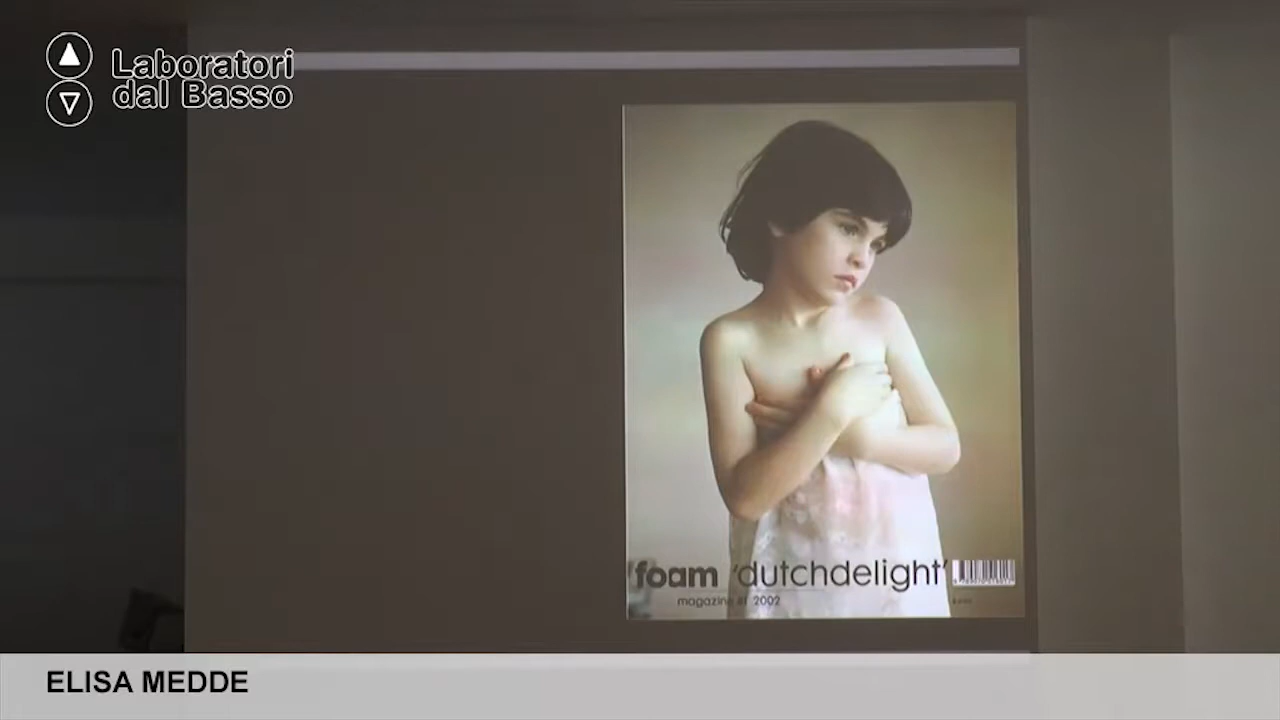 Laboratori
dal Basso
foam 'dutchdelight'
magazine #1 2002
ELISA MEDDE